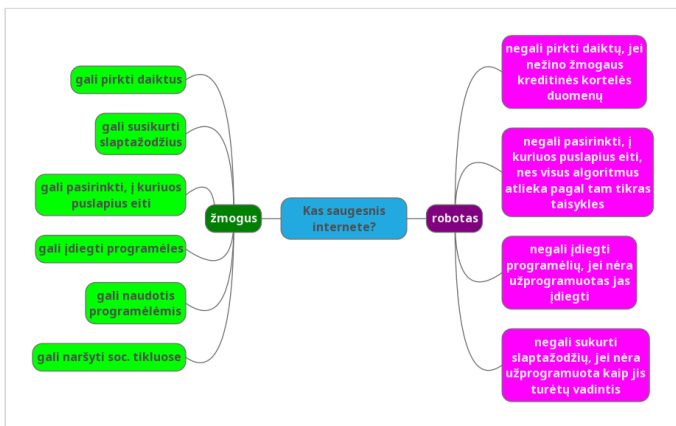 Kas saugesnis
internete?
žmogus
gali pirkti daiktus
gali susikurti
slaptažodžius
gali pasirinkti, į kuriuos
puslapius eiti
gali įdiegti programėles
gali naudotis
programėlėmis
gali naršyti soc. tikluose
robotas
negali pirkti daiktų, jei
nežino žmogaus
kreditinės kortelės
duomenų
negali pasirinkti, į
kuriuos puslapius eiti,
nes visus algoritmus
atlieka pagal tam tikras
taisykles
negali įdiegti
programėlių, jei nėra
užprogramuotas jas
įdiegti
negali sukurti
slaptažodžių, jei nėra
užprogramuota kaip jis
turėtų vadintis